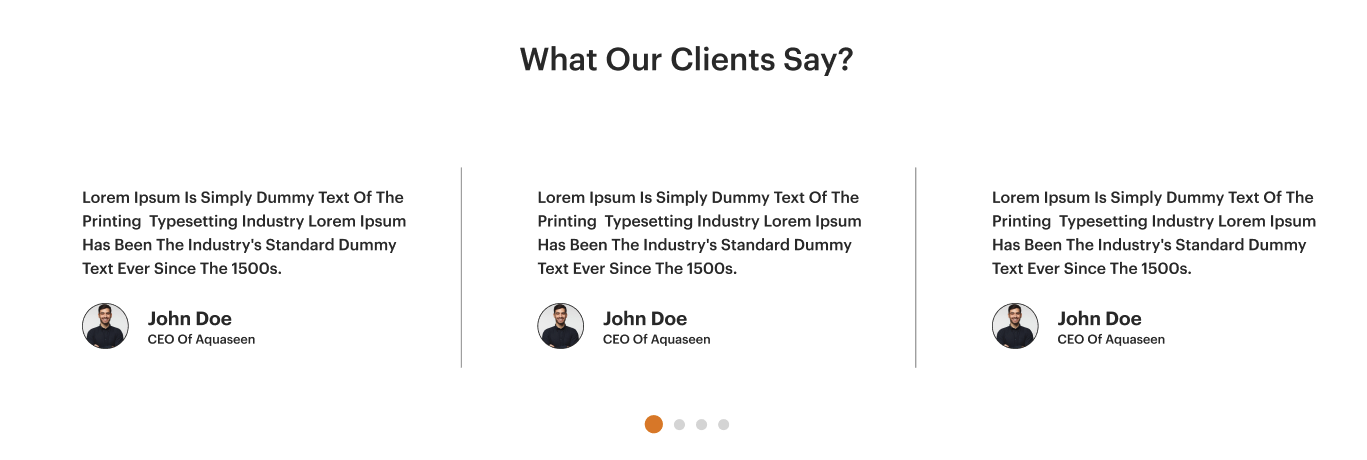 What Our Clients Say?
Lorem Ipsum Is Simply Dummy Text Of The
Printing  Typesetting Industry Lorem Ipsum
Has Been The Industry's Standard Dummy
Text Ever Since The 1500s.
John Doe
CEO Of Aquaseen
Lorem Ipsum Is Simply Dummy Text Of The
Printing  Typesetting Industry Lorem Ipsum
Has Been The Industry's Standard Dummy
Text Ever Since The 1500s.
John Doe
CEO Of Aquaseen
Lorem Ipsum Is Simply Dummy Text Of The
Printing  Typesetting Industry Lorem Ipsum
Has Been The Industry's Standard Dummy
Text Ever Since The 1500s.
John Doe
CEO Of Aquaseen